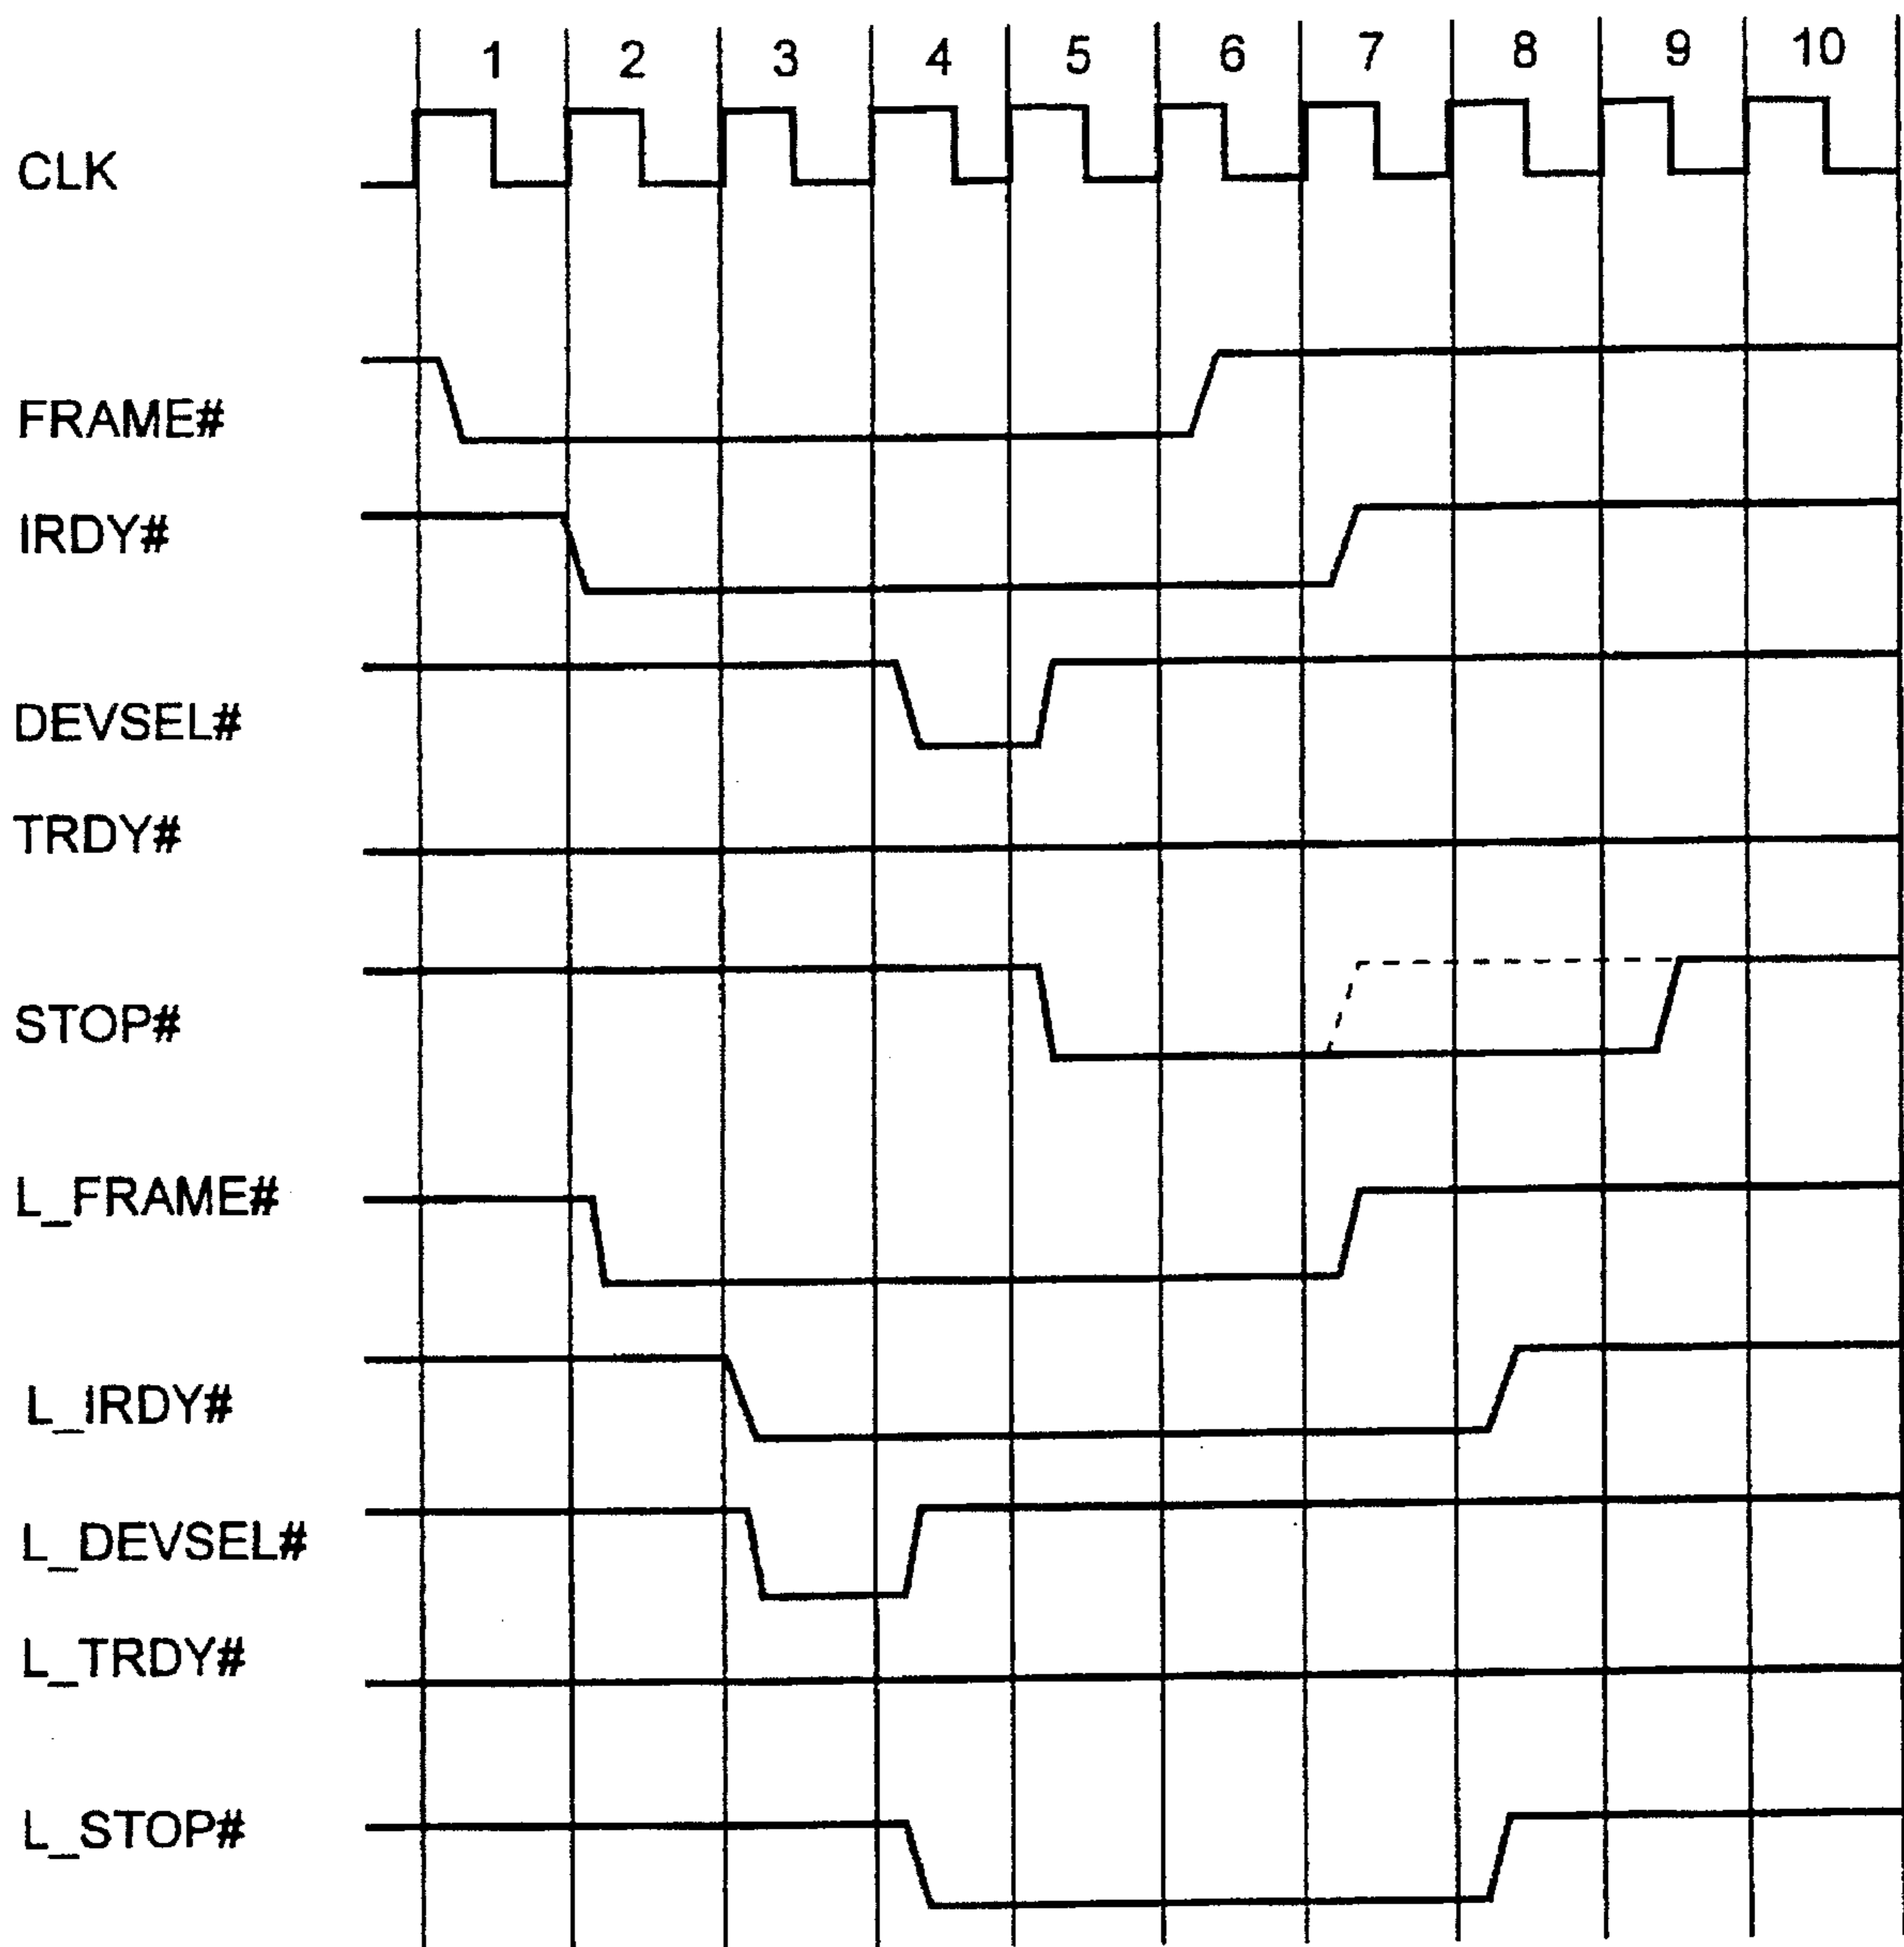 1 2 3 4 5 6 7 8 9 10
CLK
FRAME#
IRDY#
DEVSEL#
TRDY#
STOP#
L_FRAME#
L_IRDY#
L_DEVSEL#
L_TRDY#
L_STOP#